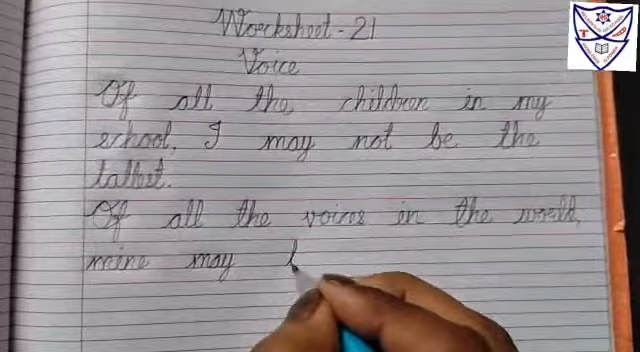 Worksheet - 21
Voice
Of all the children in my
school, I may not be the
tallest.
Of all the voices in the world,
mine may